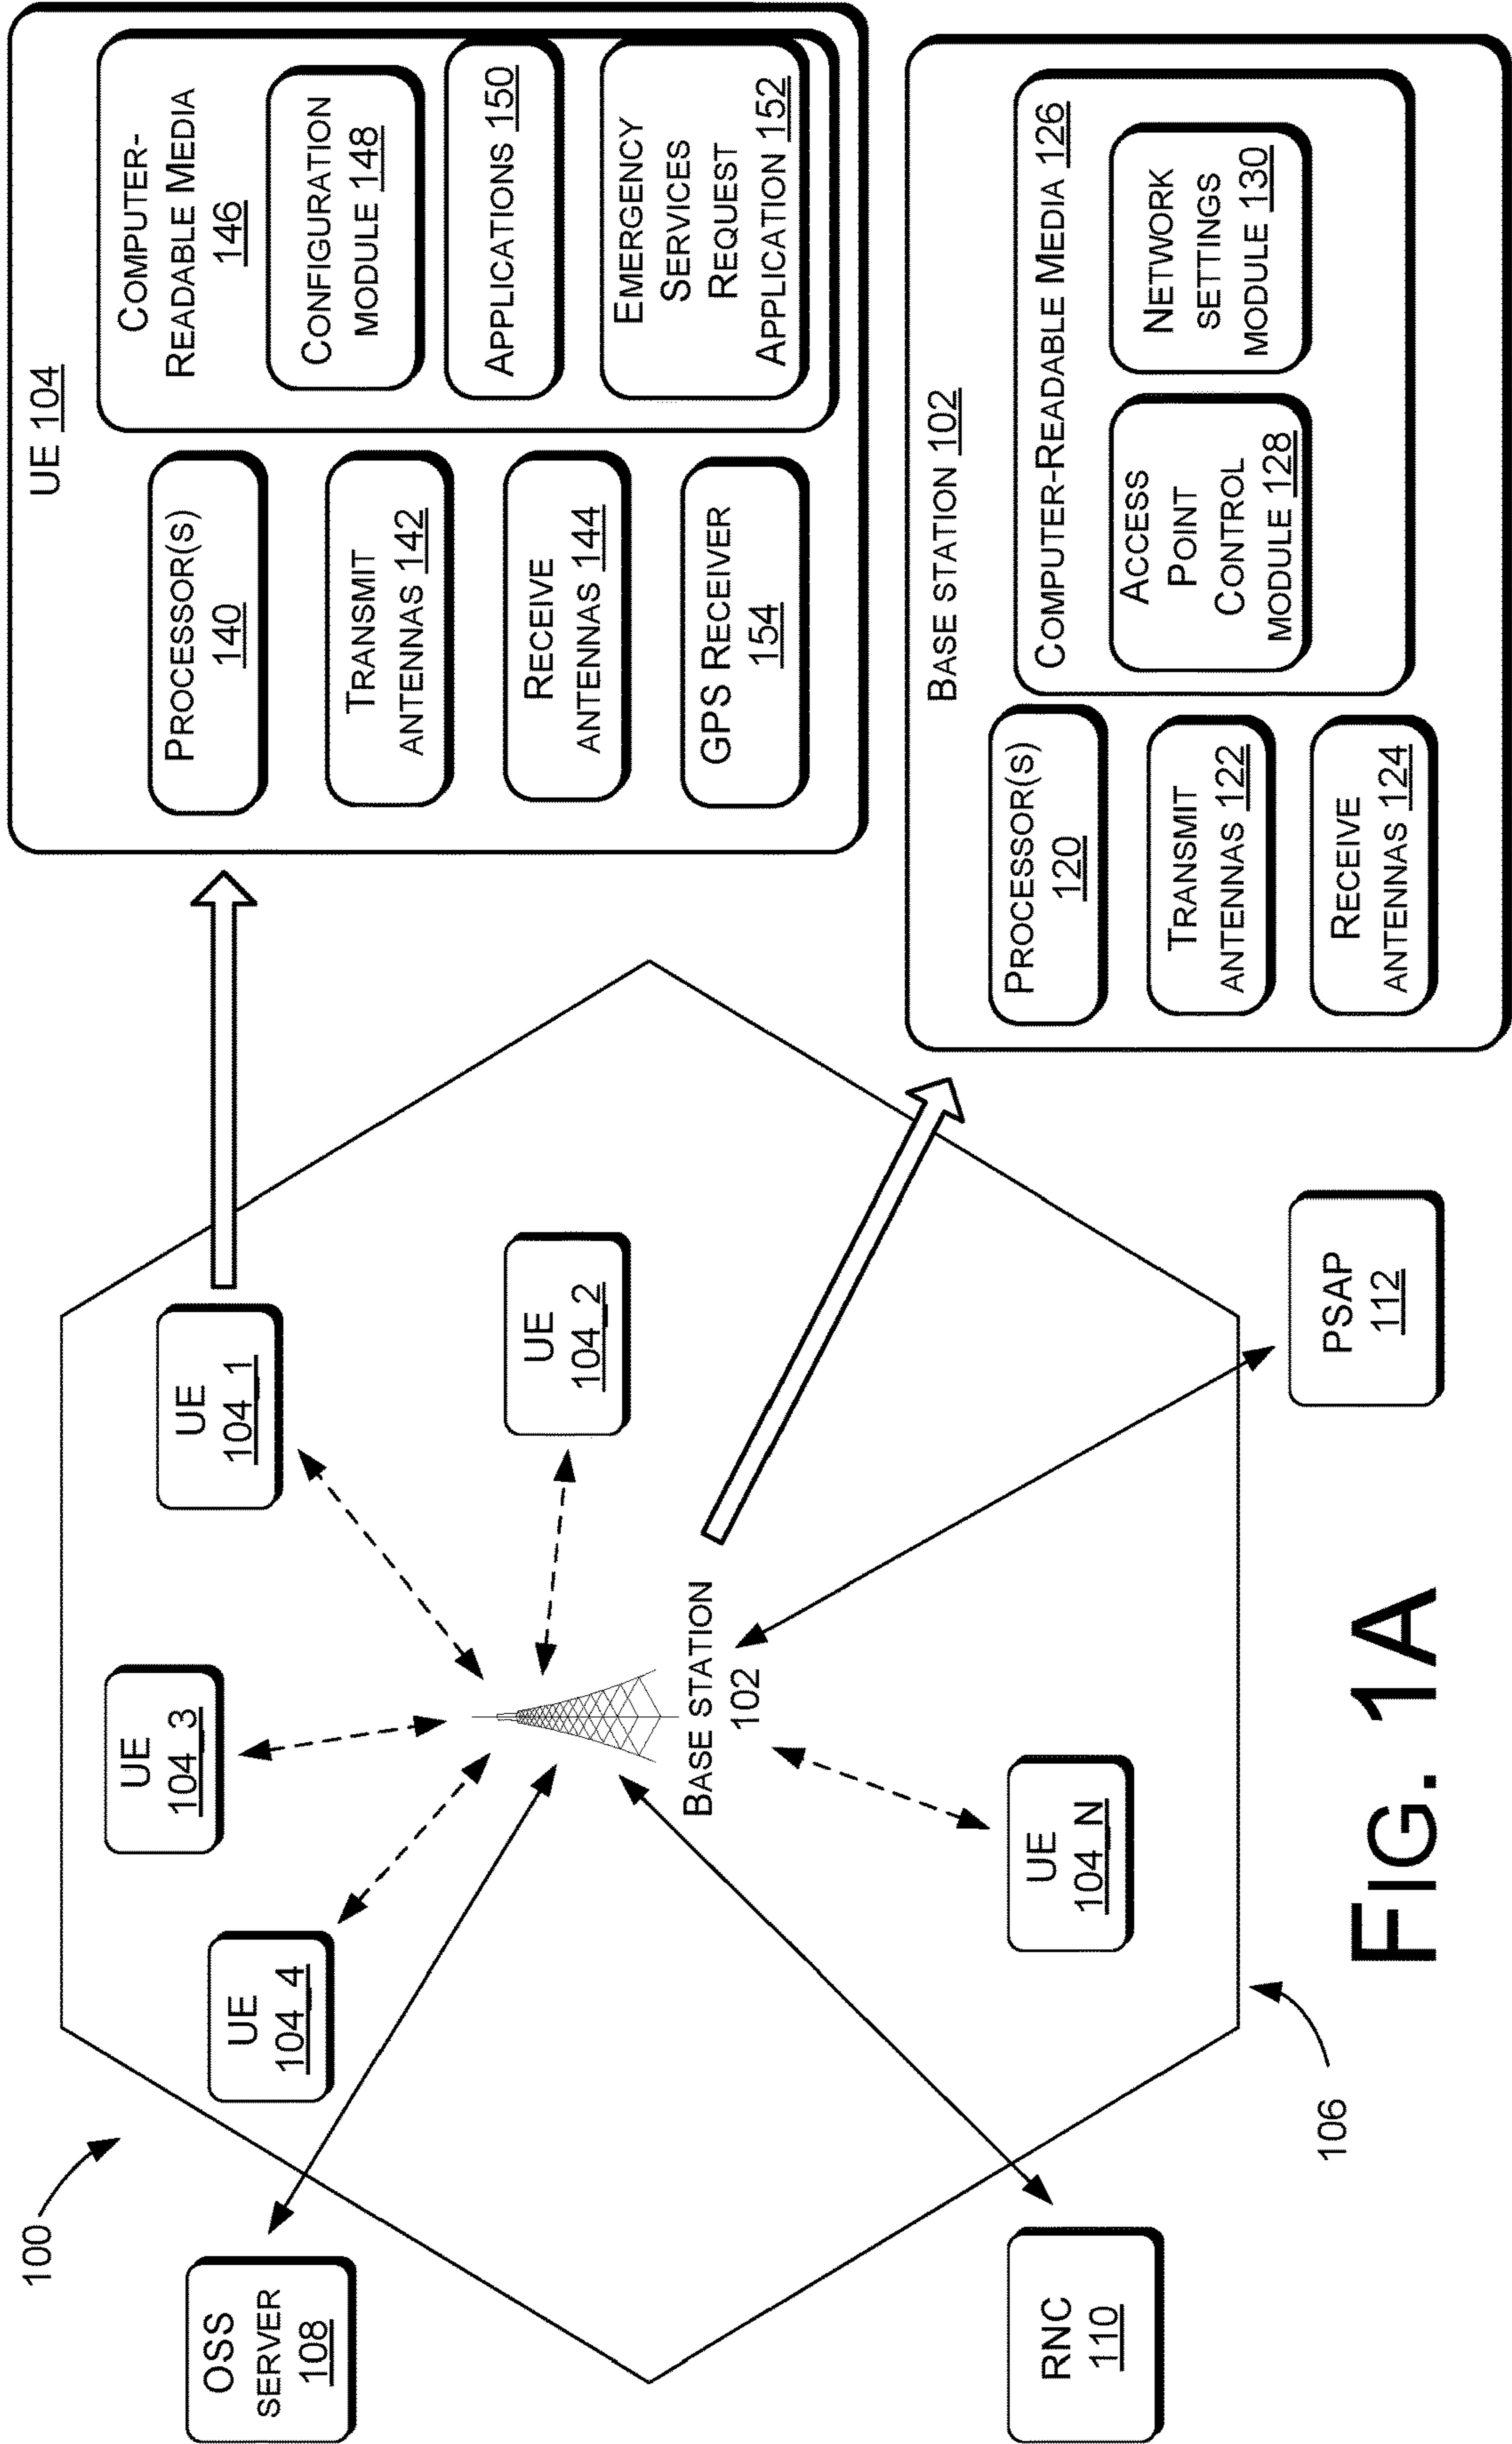 100
OSS
SERVER
108
UE
104_4
UE
104_3
UE
104_1
UE
104_2
BASE STATION
102
UE
104_N
RNC
110
106
PSAP
112
UE 104
PROCESSOR(S)
140
TRANSMIT
ANTENNAS 142
RECEIVE
ANTENNAS 144
GPS RECEIVER
154
COMPUTER-
READABLE MEDIA
146
CONFIGURATION
MODULE 148
APPLICATIONS 150
EMERGENCY
SERVICES
REQUEST
APPLICATION 152
BASE STATION 102
PROCESSOR(S)
120
TRANSMIT
ANTENNAS 122
RECEIVE
ANTENNAS 124
COMPUTER-READABLE MEDIA 126
ACCESS
POINT
CONTROL
MODULE 128
NETWORK
SETTINGS
MODULE 130
FIG. 1A